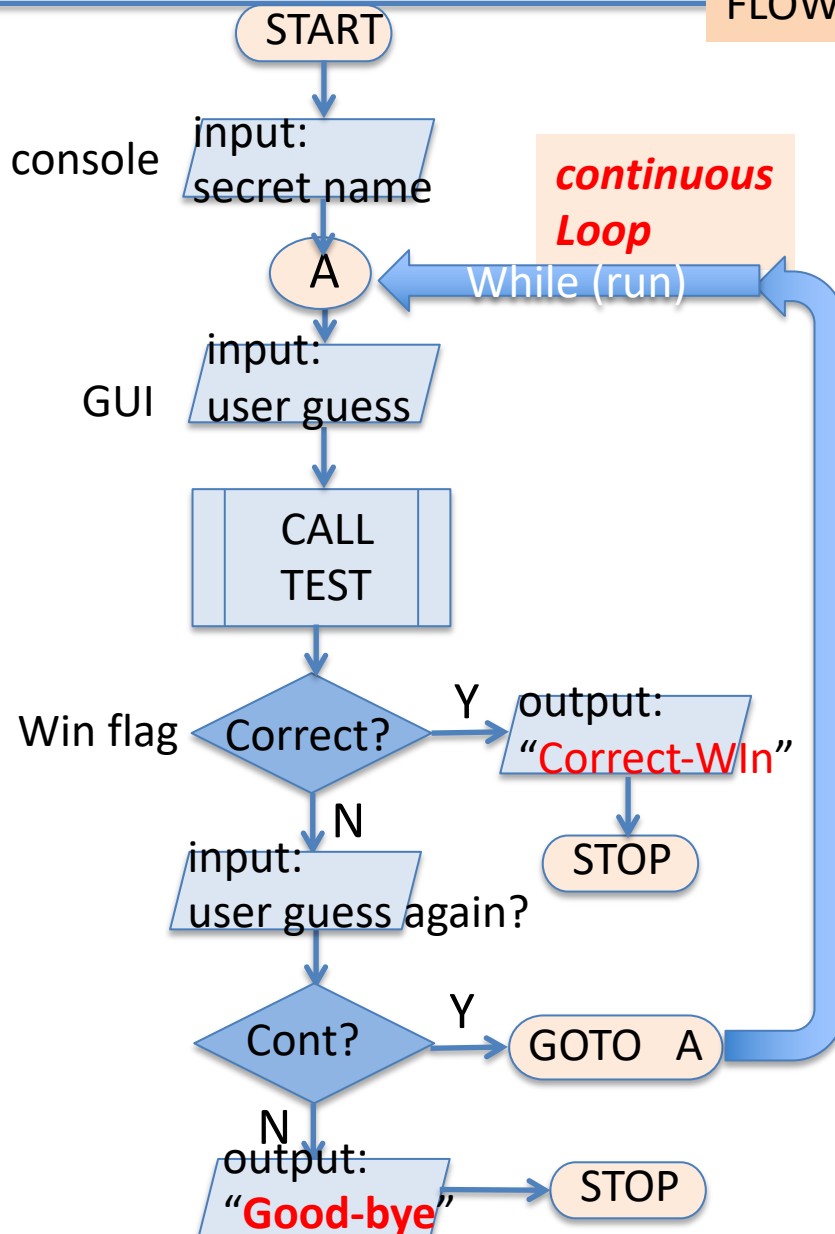 FLOW
START
console
input:
secret name
continuous
Loop
A
While (run)
GUI
input:
user guess
CALL
TEST
Win flag
Correct?
Y
output:
“Correct-WIn”
N
STOP
input:
user guess again?
Cont?
Y
GOTO A
N
output:
“Good-bye”
STOP